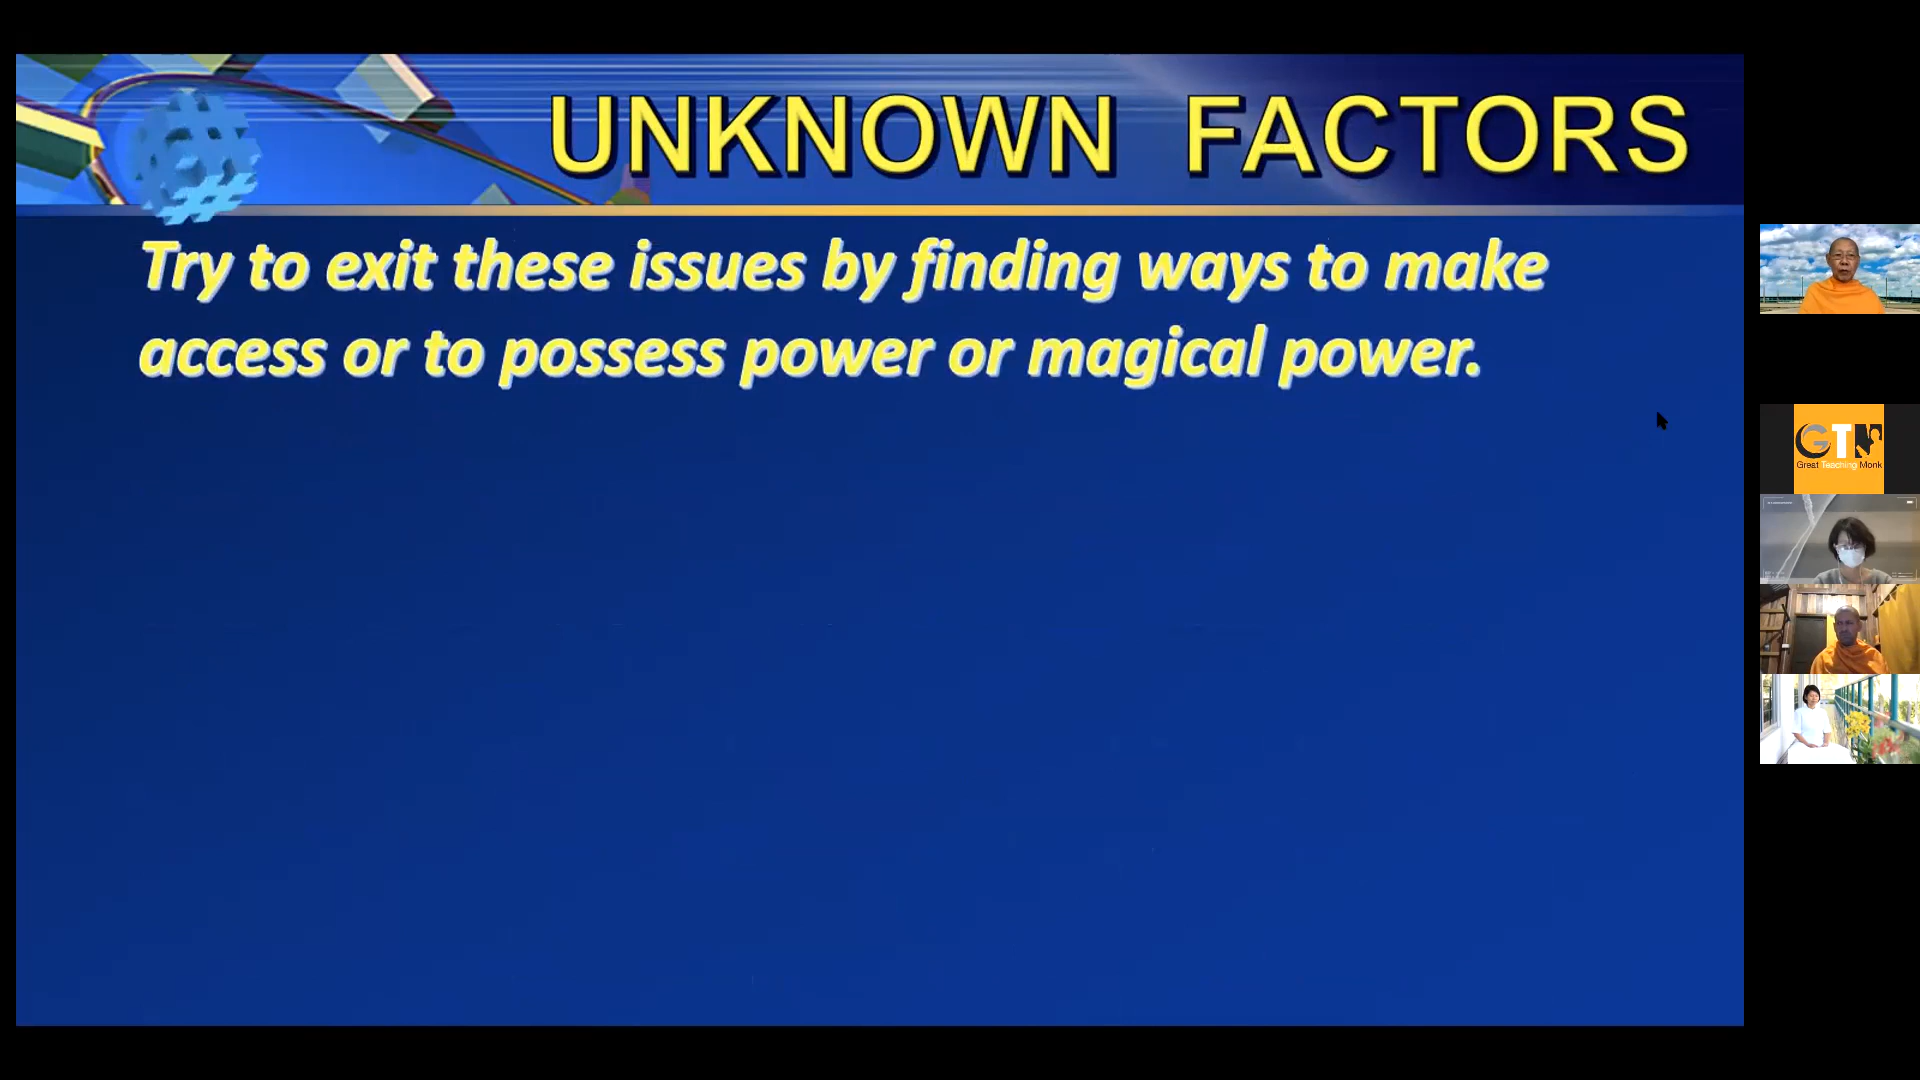 UNKNOWN FACTORS
Try to exit these issues by finding ways to make
access or to possess power or magical power.
GTM
Great Teaching Monk